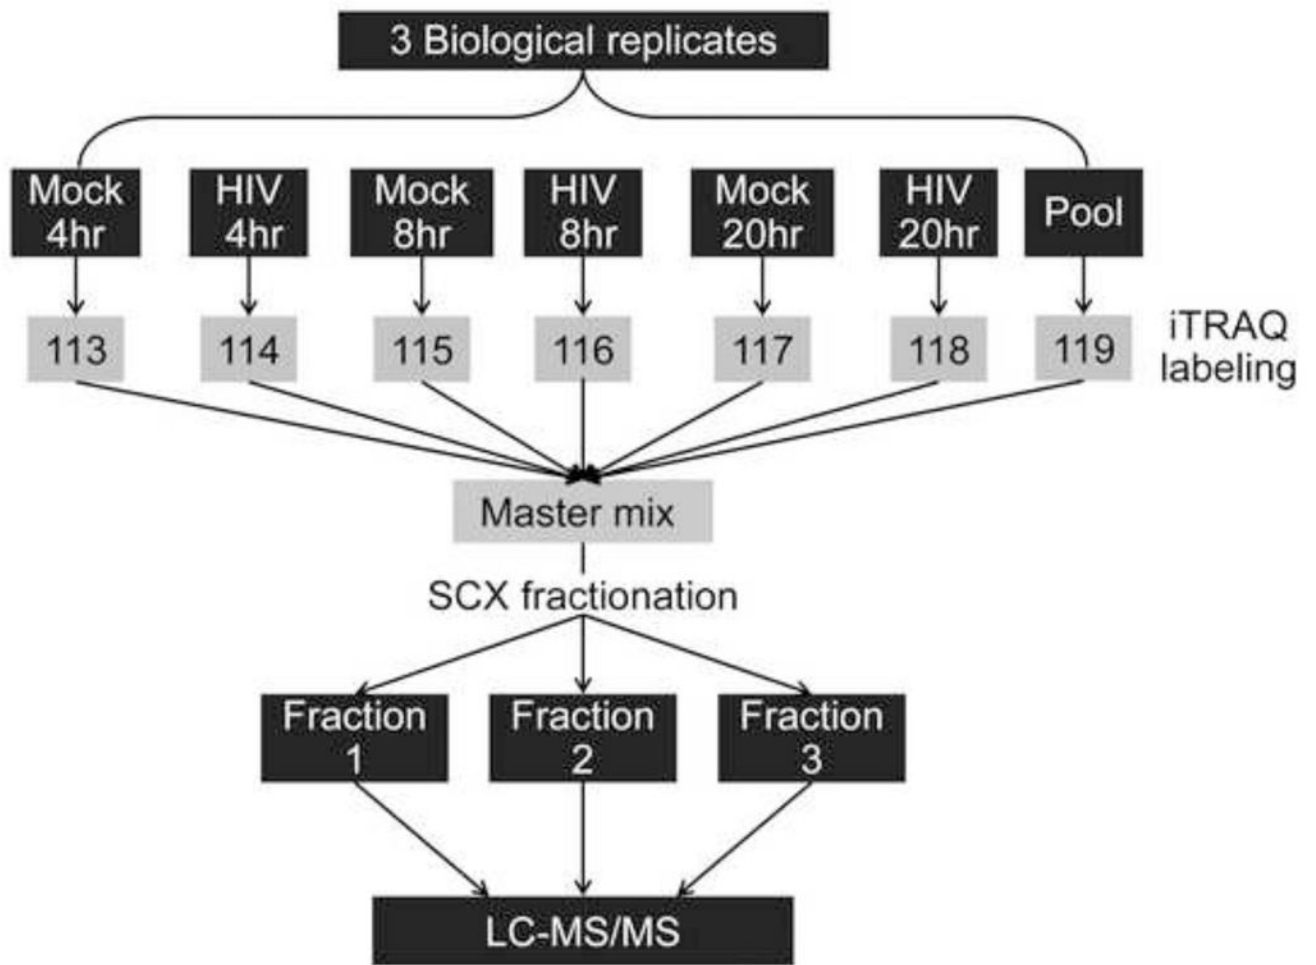 3 Biological replicates
Mock
4hr
HIV
4hr
Mock
8hr
HIV
8hr
Mock
20hr
HIV
20hr
Pool
113
114
115
116
117
118
119
iTRAQ
labeling
Master mix
SCX fractionation
Fraction
1
Fraction
2
Fraction
3
LC-MS/MS